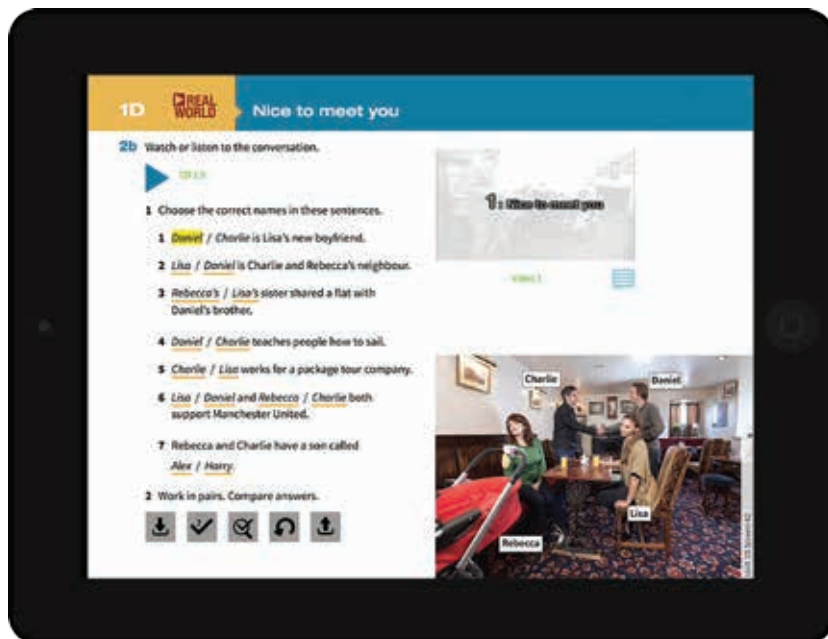 1D
REAL
WORLD
Nice to meet you
2b Watch or listen to the conversation.
1 Choose the correct names in these sentences.
1 Daniel / Charlie is Lisa's new boyfriend.
2 Lisa / Daniel is Charlie and Rebecca's neighbour.
3 Rebecca's / Lisa's sister shared a flat with
Daniel's brother.
4 Daniel / Charlie teaches people how to sail.
5 Charlie / Lisa works for a package tour company.
6 Lisa / Daniel and Rebecca / Charlie both
support Manchester United.
7 Rebecca and Charlie have a son called
Alex / Harry.
2 Work in pairs. Compare answers.
1: Nice to meet you
Video 1
Charlie
Daniel
Lisa
Rebecca